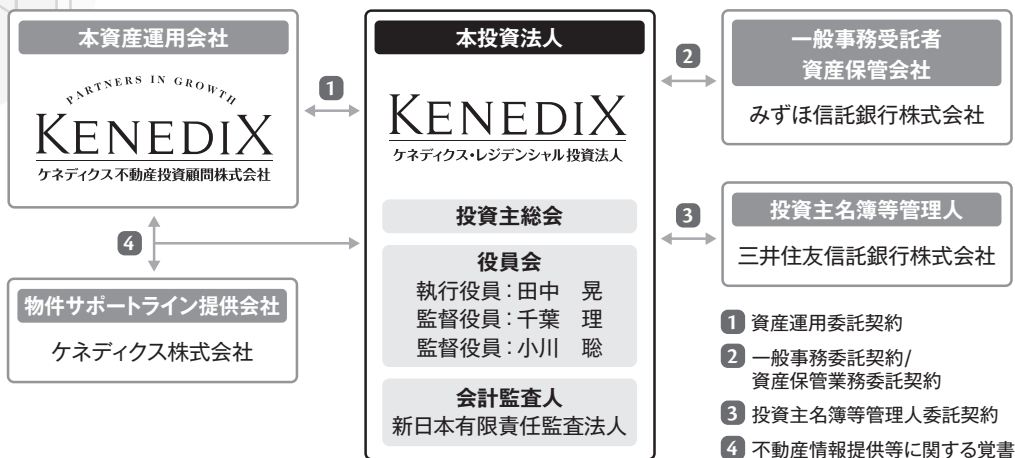 本資産運用会社
PARTNERS IN GROWTH
KENEDIX
ケネディクス不動産投資顧問株式会社
1
4
物件サポートライン提供会社
ケネディクス株式会社
本投資法人
KENEDIX
ケネディクス・レジデンシャル投資法人
投資主総会
役員会
執行役員：田中　晃
監督役員：千葉　理
監督役員：小川　聡
会計監査人
新日本有限責任監査法人
2
一般事務受託者
資産保管会社
みずほ信託銀行株式会社
3
投資主名簿等管理人
三井住友信託銀行株式会社
1 資産運用委託契約
2 一般事務委託契約/
資産保管業務委託契約
3 投資主名簿等管理人委託契約
4 不動産情報提供等に関する覚書